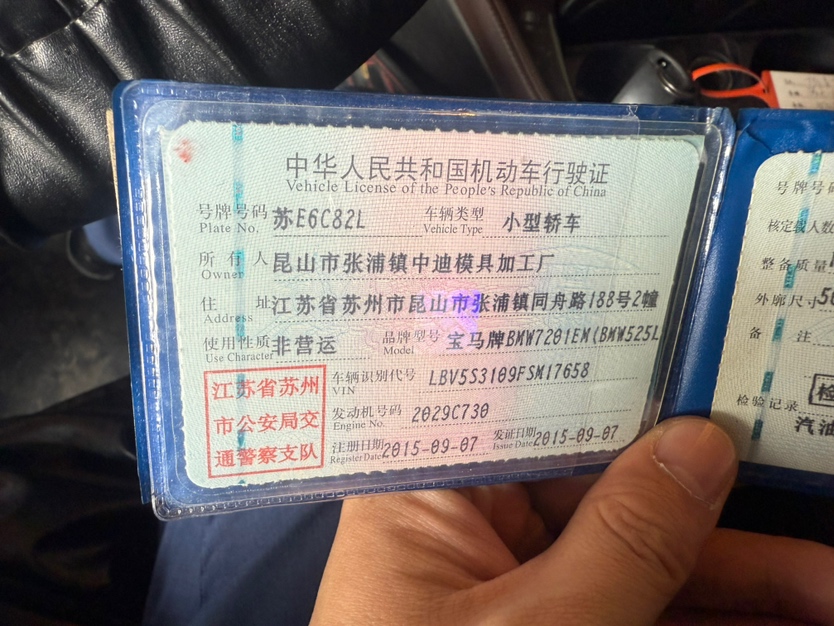 中华人民共和国机动车行驶证
Vehicle License of the People's Republic of China
号牌号码 苏E6C82L 车辆类型 小型轿车
Plate No. Vehicle Type
所有人 昆山市张浦镇中迪模具加工厂
Owner
住址 江苏省苏州市昆山市张浦镇同舟路188号2幢
Address
使用性质 非营运 品牌型号 宝马牌BMW7201EM(BMW525L
Use Character Model
江苏省苏州
市公安局交
通警察支队
车辆识别代号 LBV5S3109FSM17658
VIN
发动机号码 2029C730
Engine No.
注册日期 2015-09-07 发证日期 2015-09-07
Register Date Issue Date
号牌号码
核定载人数
整备质量
外廓尺寸
备注
检验记录
汽油